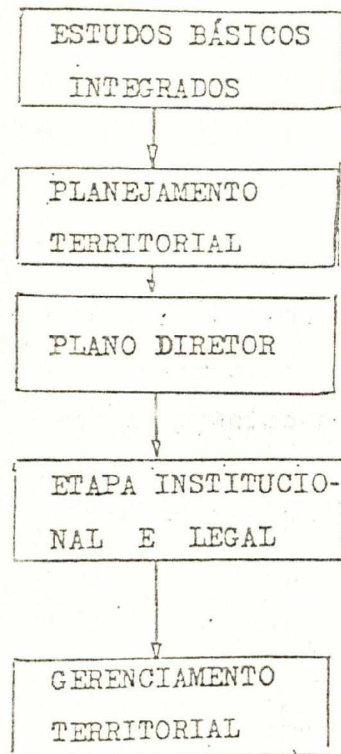 ESTUDOS BÁSICOS
INTEGRADOS
PLANEJAMENTO
TERRITORIAL
PLANO DIRETOR
ETAPA INSTITUCIO-
NAL E LEGAL
GERENCIAMENTO
TERRITORIAL